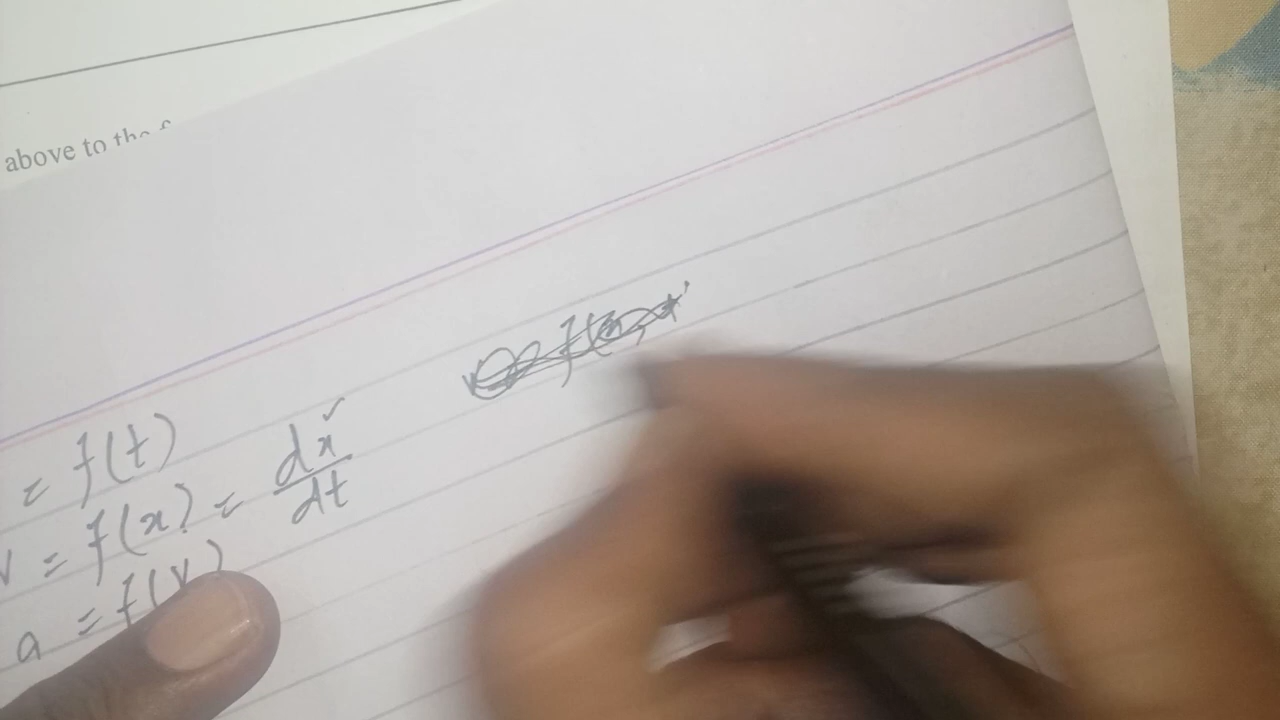 above to the
= f(t)
v = f(x) = dx/dt
a = f(v)